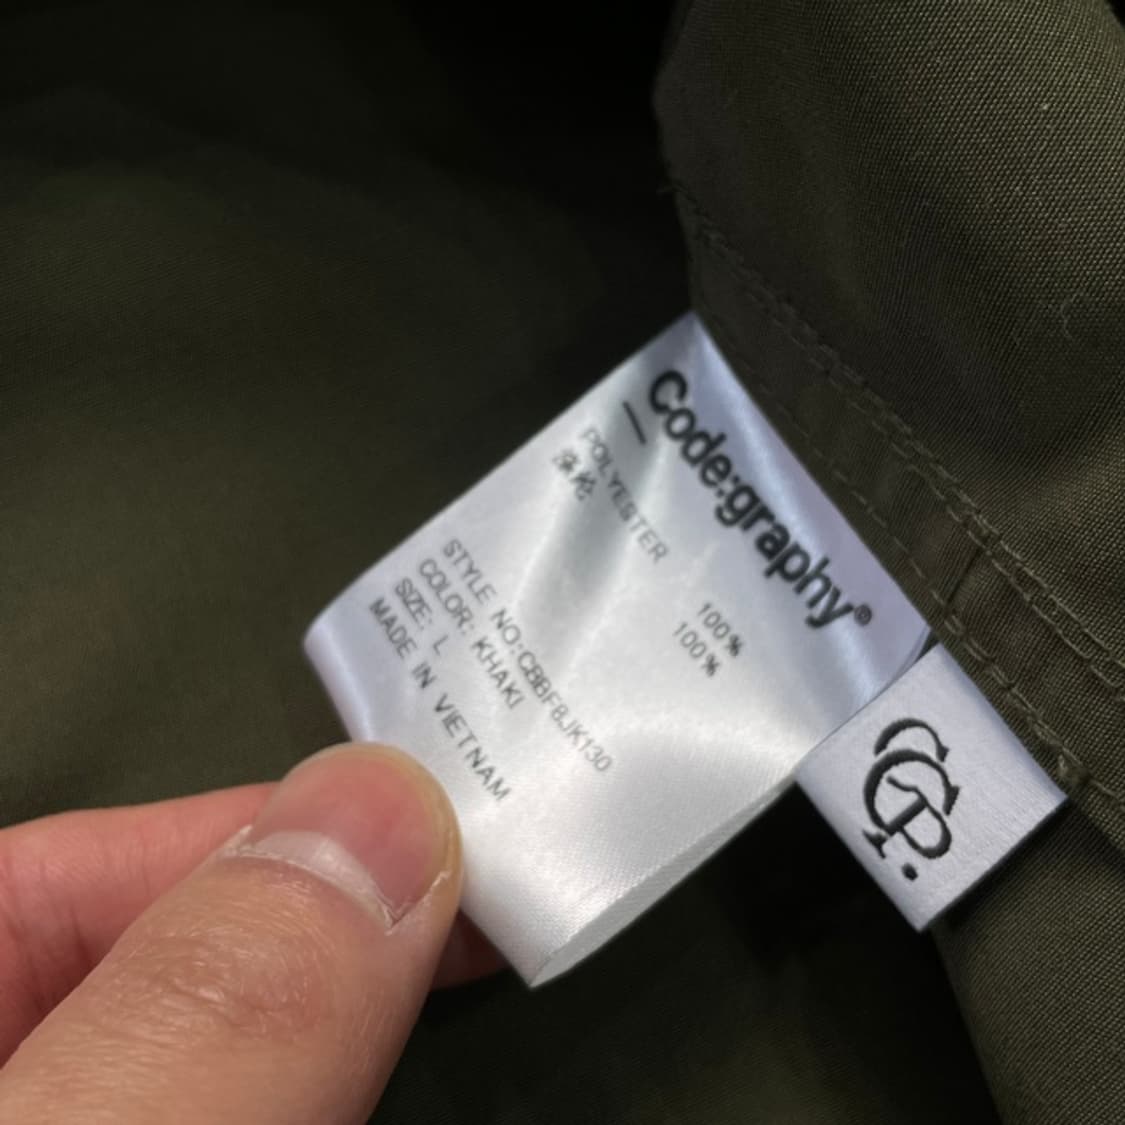 Code:graphy®
POLYESTER 100%
涤纶 100%
STYLE NO:CBBF8JK130
COLOR: KHAKI
SIZE: L
MADE IN VIETNAM
CGP.